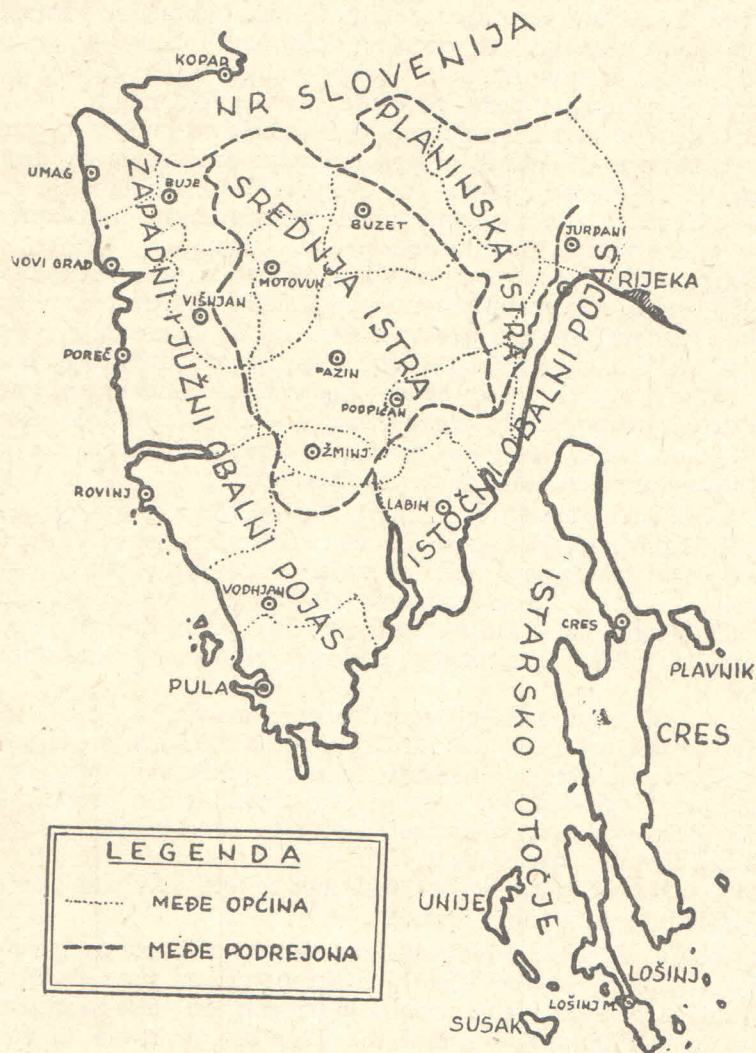 KOPAR
NR SLOVENIJA
PLANINSKA ISTRA
UMAG
BUJE
ZAPADNI I JUŽNI OBALNI POJAS
SREDNJA ISTRA
BUZET
JURDANI
NOVI GRAD
MOTOVUN
RIJEKA
VIŠNJAN
POREČ
PAZIN
PODPIĆAN
ISTOČNI OBALNI POJAS
ŽMINJ
ROVINJ
LABIN
VODNJAN
PULA
CRES
PLAVNIK
CRES
ISTARSKO OTOČJE
UNIJE
LOŠINJ
LOŠINJ M.
SUSAK
LEGENDA
MEĐE OPĆINA
MEĐE PODREJONA